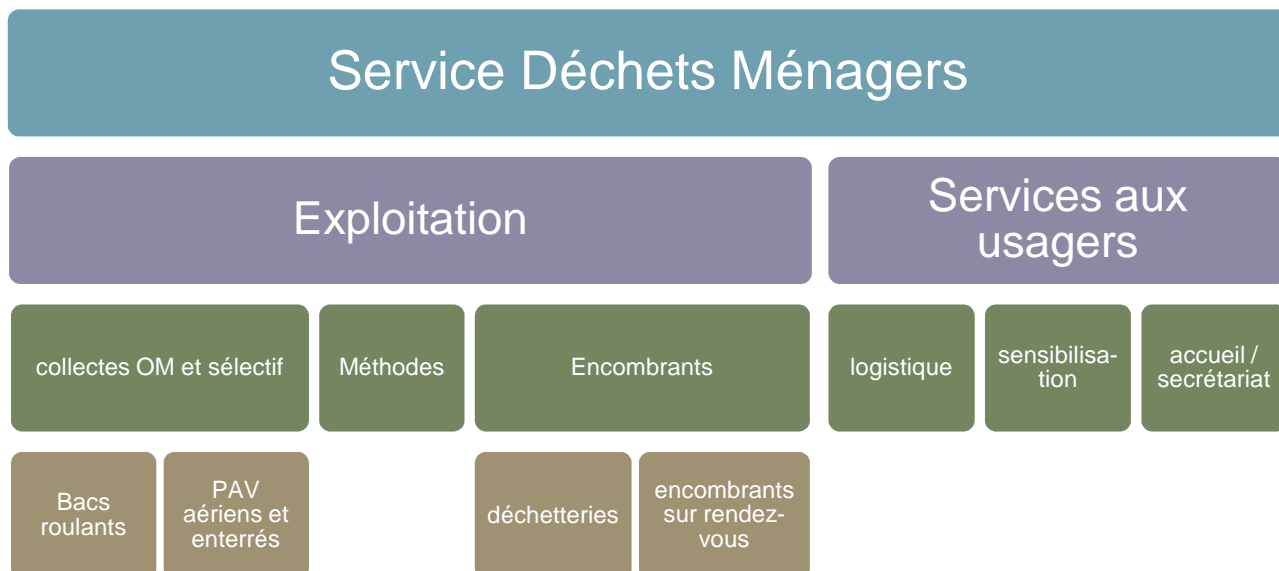 Service Déchets Ménagers
Exploitation
Services aux
usagers
collectes OM et sélectif
Méthodes
Encombrants
logistique
sensibilisa-
tion
accueil /
secrétariat
Bacs
roulants
PAV
aériens et
enterrés
déchetteries
encombrants
sur rendez-
vous